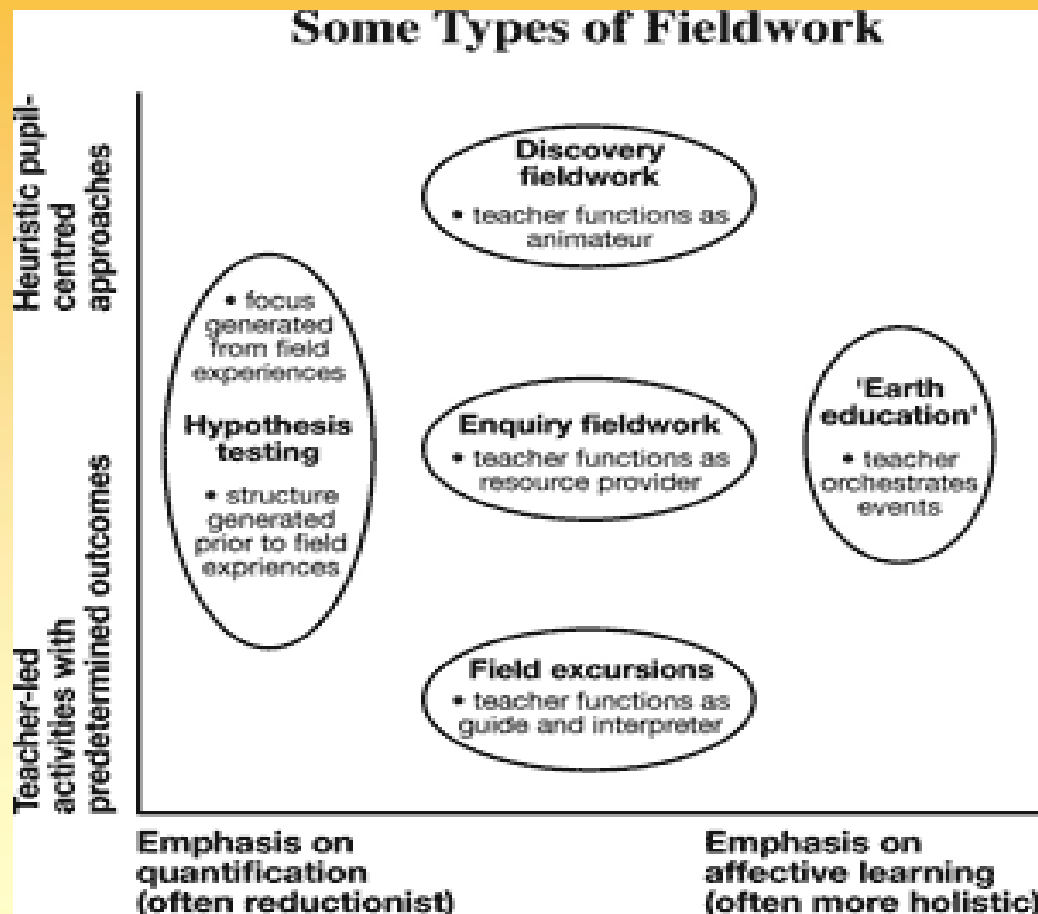 Some Types of Fieldwork
Heuristic pupil-
centred
approaches
Teacher-led
activities with
predetermined outcomes
Discovery
fieldwork
• teacher functions as
animateur
• focus
generated
from field
experiences
Hypothesis
testing
• structure
generated
prior to field
expriences
Enquiry fieldwork
• teacher functions as
resource provider
'Earth
education'
• teacher
orchestrates
events
Field excursions
• teacher functions as
guide and interpreter
Emphasis on
quantification
(often reductionist)
Emphasis on
affective learning
(often more holistic)